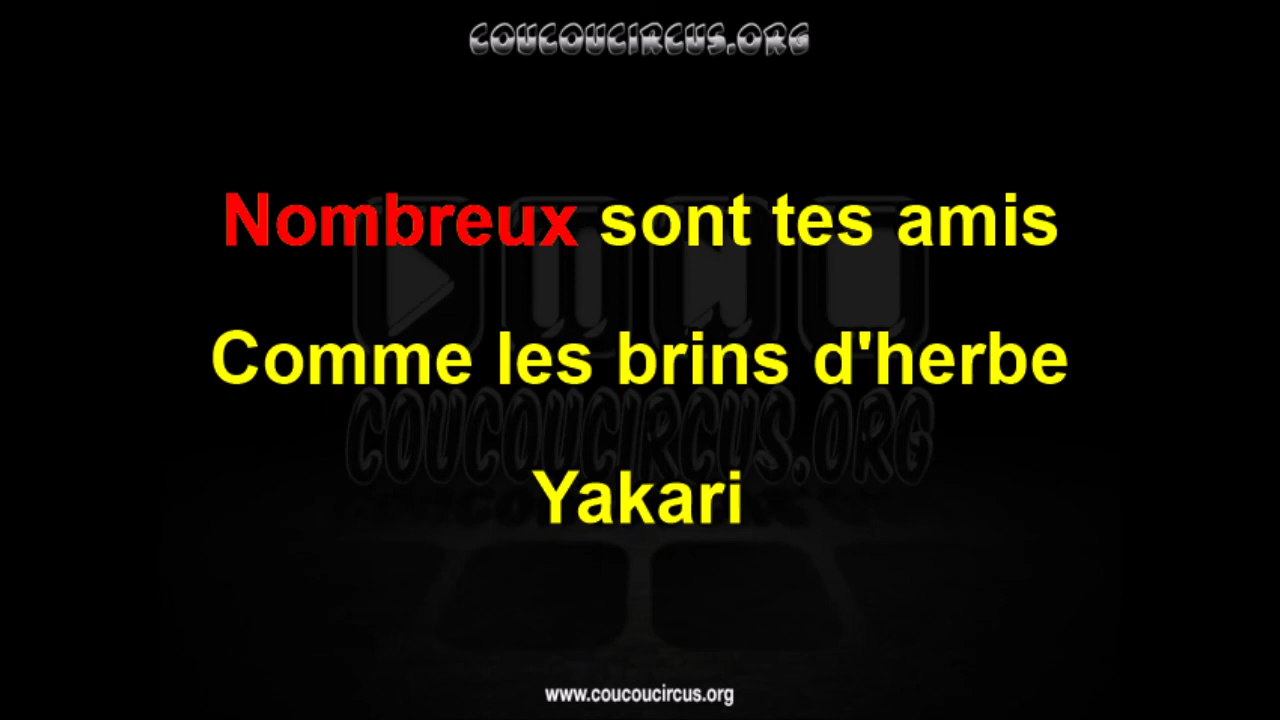 COUCOUCIRCUS.ORG
Nombreux sont tes amis
Comme les brins d'herbe
COUCOUCIRCUS.ORG
Yakari
www.coucoucircus.org